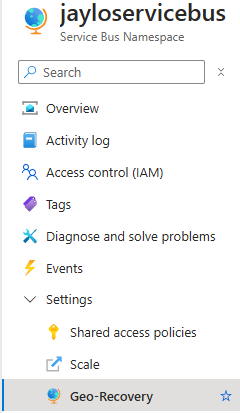 jayloservicebus
Service Bus Namespace
Search
Overview
Activity log
Access control (IAM)
Tags
Diagnose and solve problems
Events
Settings
Shared access policies
Scale
Geo-Recovery